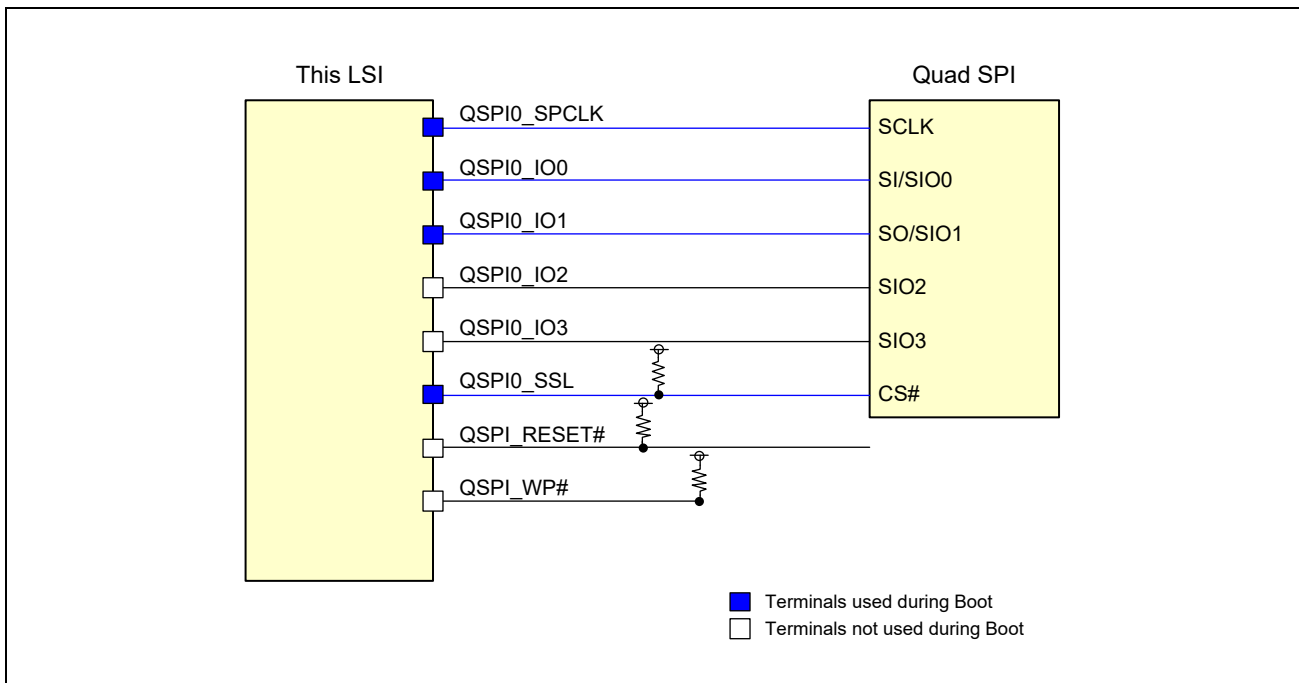 This LSI
Quad SPI
QSPI0_SPCLK
SCLK
QSPI0_IO0
SI/SIO0
QSPI0_IO1
SO/SIO1
QSPI0_IO2
SIO2
QSPI0_IO3
SIO3
QSPI0_SSL
CS#
QSPI_RESET#
QSPI_WP#
Terminals used during Boot
Terminals not used during Boot